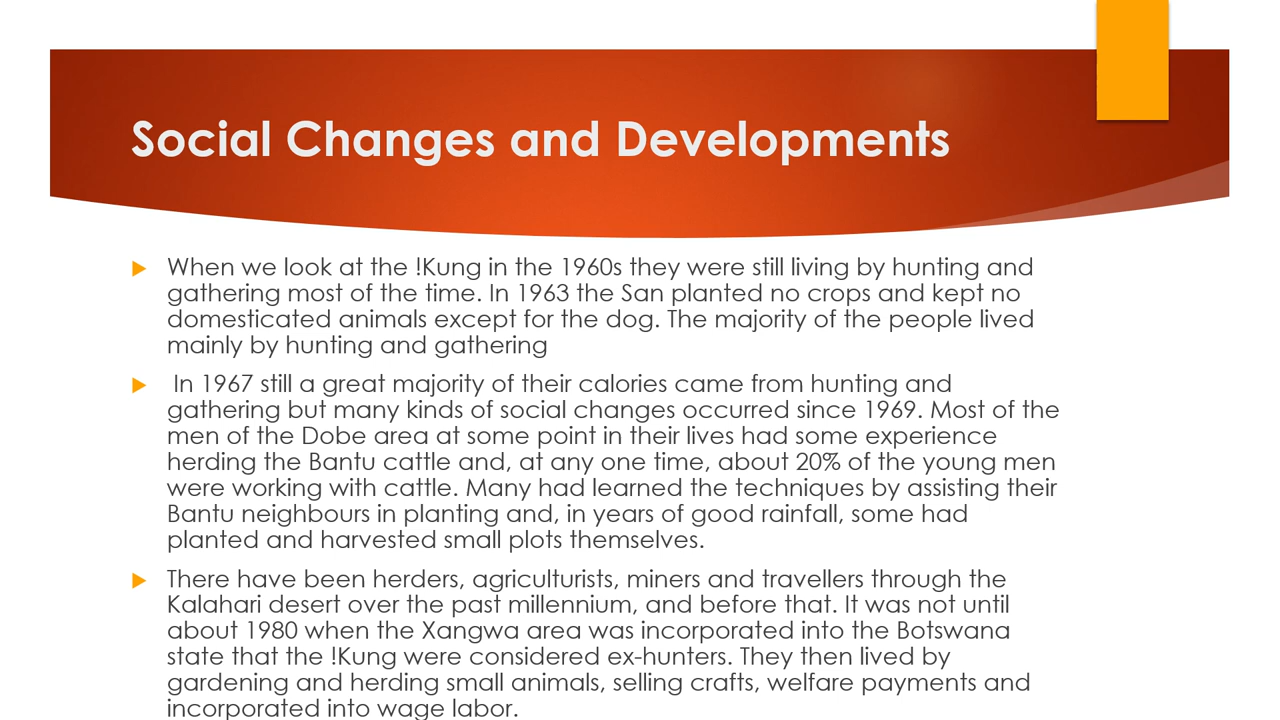 Social Changes and Developments
When we look at the !Kung in the 1960s they were still living by hunting and
gathering most of the time. In 1963 the San planted no crops and kept no
domesticated animals except for the dog. The majority of the people lived
mainly by hunting and gathering
In 1967 still a great majority of their calories came from hunting and
gathering but many kinds of social changes occurred since 1969. Most of the
men of the Dobe area at some point in their lives had some experience
herding the Bantu cattle and, at any one time, about 20% of the young men
were working with cattle. Many had learned the techniques by assisting their
Bantu neighbours in planting and, in years of good rainfall, some had
planted and harvested small plots themselves.
There have been herders, agriculturists, miners and travellers through the
Kalahari desert over the past millennium, and before that. It was not until
about 1980 when the Xangwa area was incorporated into the Botswana
state that the !Kung were considered ex-hunters. They then lived by
gardening and herding small animals, selling crafts, welfare payments and
incorporated into wage labor.